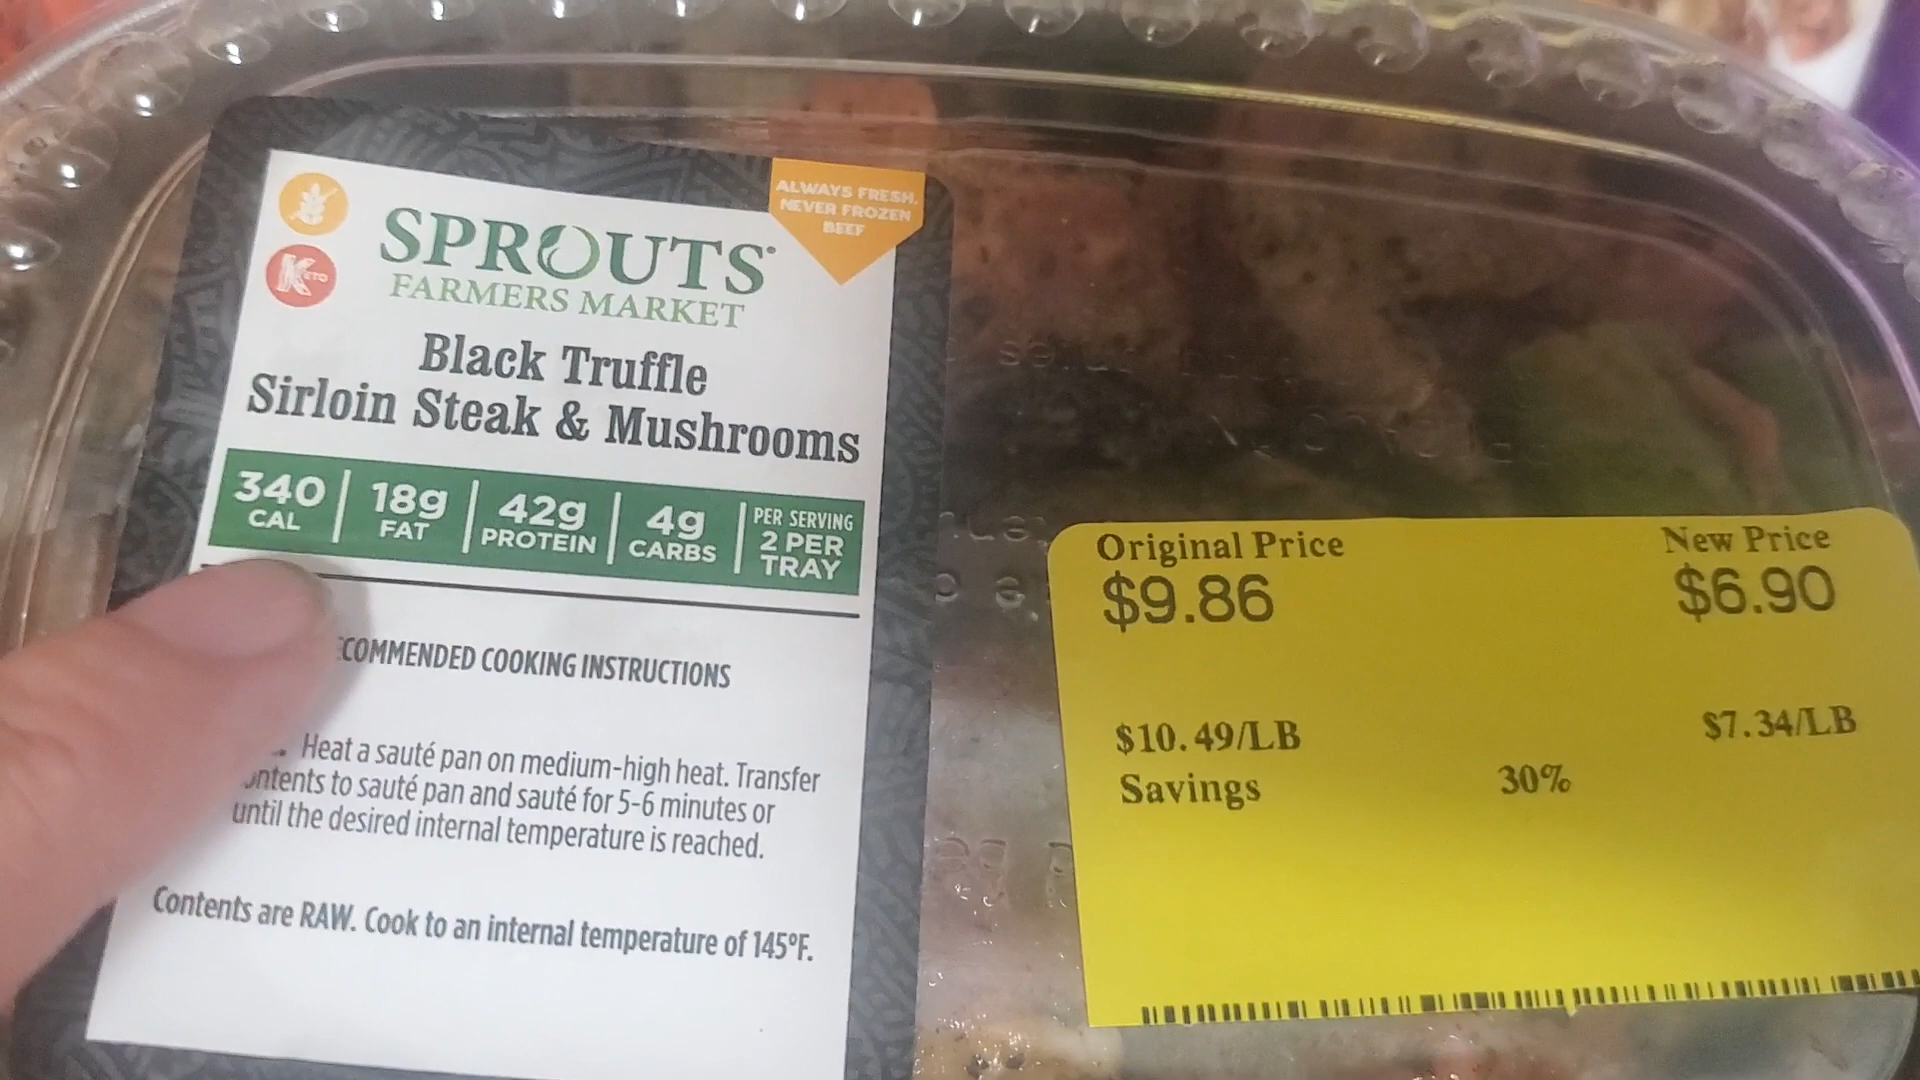 ALWAYS FRESH.
NEVER FROZEN
BEEF
KETO
SPROUTS
FARMERS MARKET
Black Truffle
Sirloin Steak & Mushrooms
340 CAL
18g FAT
42g PROTEIN
4g CARBS
PER SERVING
2 PER
TRAY
COMMENDED COOKING INSTRUCTIONS
Heat a sauté pan on medium-high heat. Transfer
ontents to sauté pan and sauté for 5-6 minutes or
until the desired internal temperature is reached.
Contents are RAW. Cook to an internal temperature of 145°F.
Original Price
$9.86
New Price
$6.90
$10.49/LB
$7.34/LB
Savings 30%